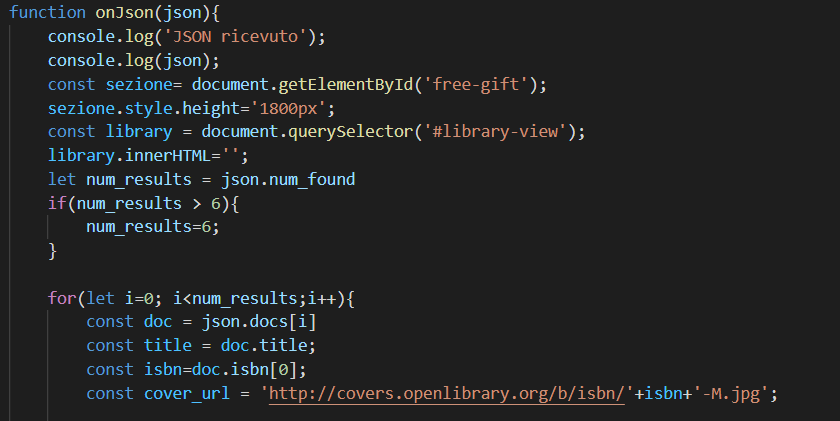 function onJson(json){
    console.log('JSON ricevuto');
    console.log(json);
    const sezione= document.getElementById('free-gift');
    sezione.style.height='1800px';
    const library = document.querySelector('#library-view');
    library.innerHTML='';
    let num_results = json.num_found
    if(num_results > 6){
        num_results=6;
    }

    for(let i=0; i<num_results;i++){
        const doc = json.docs[i]
        const title = doc.title;
        const isbn=doc.isbn[0];
        const cover_url = 'http://covers.openlibrary.org/b/isbn/'+isbn+'-M.jpg';